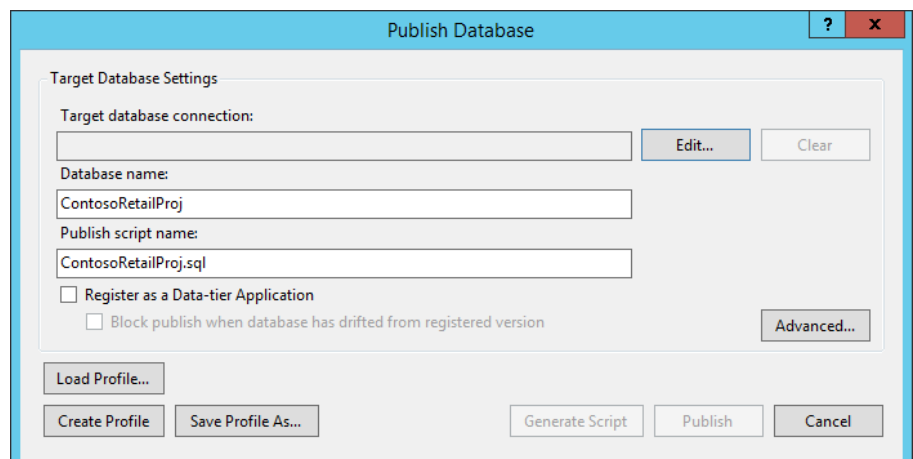 Publish Database
?
x
Target Database Settings
Target database connection:
Edit...
Clear
Database name:
ContosoRetailProj
Publish script name:
ContosoRetailProj.sql
Register as a Data-tier Application
Block publish when database has drifted from registered version
Advanced...
Load Profile...
Create Profile
Save Profile As...
Generate Script
Publish
Cancel